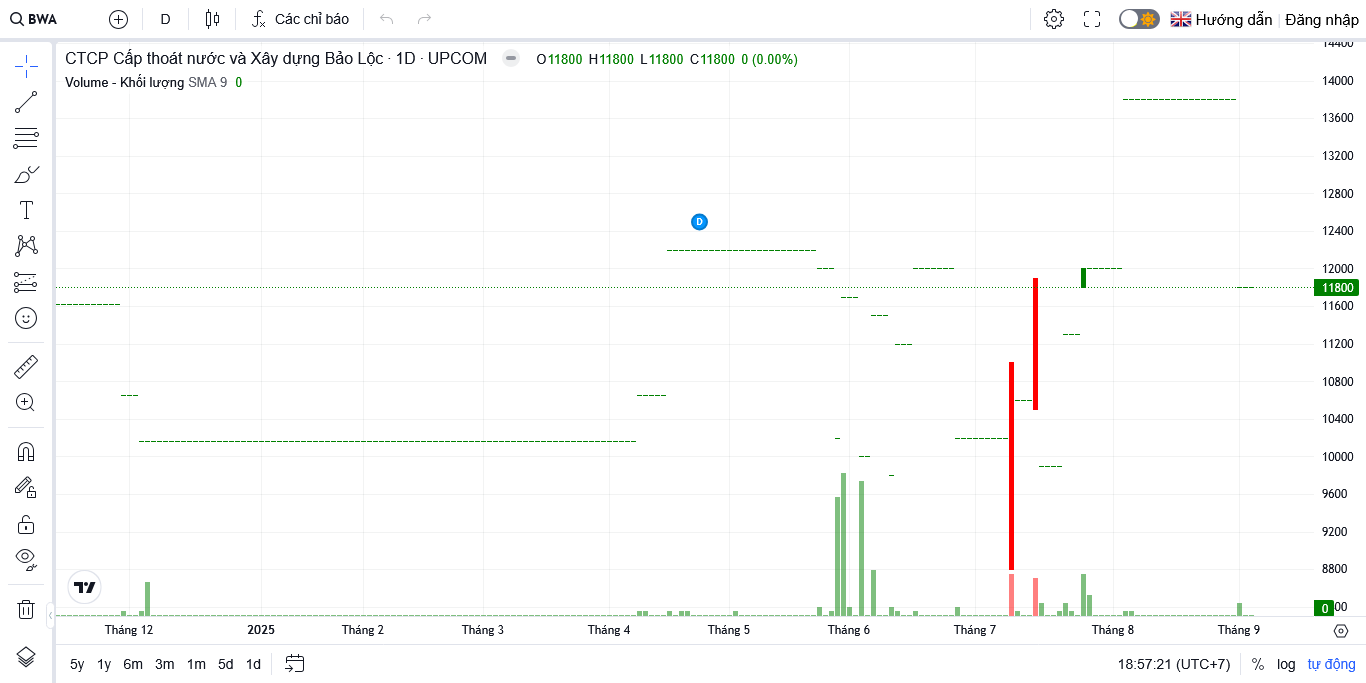 BWA D Các chỉ báo Hướng dẫn Đăng nhập
CTCP Cấp thoát nước và Xây dựng Bảo Lộc · 1D · UPCOM O11800 H11800 L11800 C11800 0 (0.00%)
Volume - Khối lượng SMA 9 0
14400
14000
13600
13200
12800
12400
D
12000
11800
11600
11200
10800
10400
10000
9600
9200
8800
0 00
Tháng 12 2025 Tháng 2 Tháng 3 Tháng 4 Tháng 5 Tháng 6 Tháng 7 Tháng 8 Tháng 9
5y 1y 6m 3m 1m 5d 1d 18:57:21 (UTC+7) % log tự động